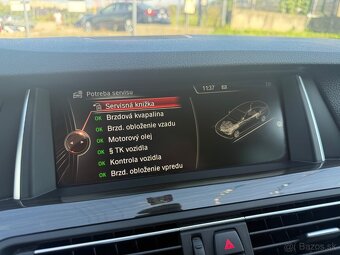 Potreba servisu
11:37
Servisná knižka
OK Brzdová kvapalina
OK Brzd. obloženie vzadu
OK Motorový olej
OK § TK vozidla
OK Kontrola vozidla
OK Brzd. obloženie vpredu
Bazos.sk